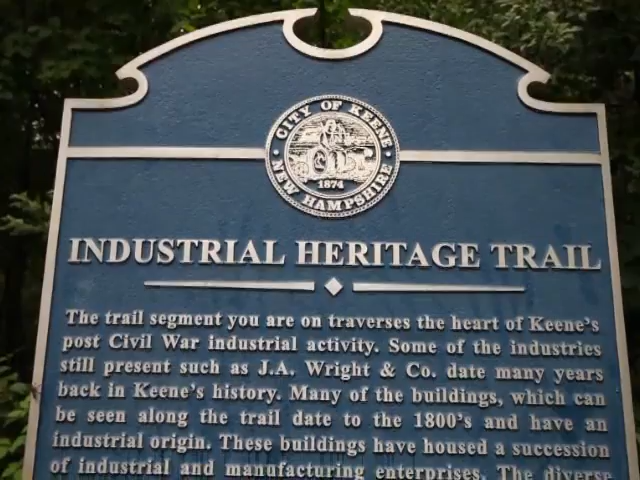 CITY OF KEENE
1874
NEW HAMPSHIRE
INDUSTRIAL HERITAGE TRAIL
The trail segment you are on traverses the heart of Keene's
post Civil War industrial activity. Some of the industries
still present such as J.A. Wright & Co. date many years
back in Keene's history. Many of the buildings, which can
be seen along the trail date to the 1800's and have an
industrial origin. These buildings have housed a succession
of industrial and manufacturing enterprises. The diverse